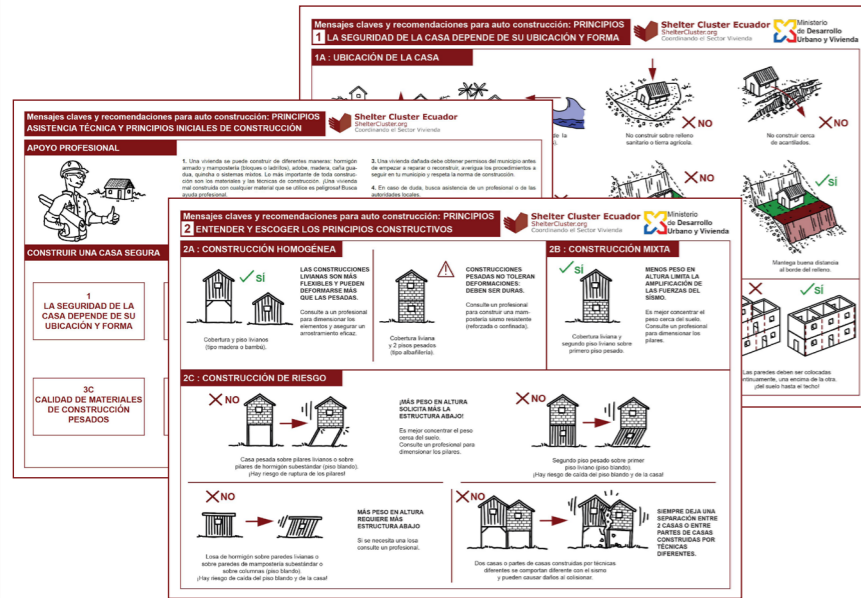 Mensajes claves y recomendaciones para auto construcción: PRINCIPIOS
1 LA SEGURIDAD DE LA CASA DEPENDE DE SU UBICACIÓN Y FORMA
Shelter Cluster Ecuador
ShelterCluster.org
Coordinando el Sector Vivienda
Ministerio
de Desarrollo
Urbano y Vivienda
1A : UBICACIÓN DE LA CASA
de la
NO
No construir sobre relleno
sanitario o tierra agrícola.
NO
No construir cerca
de acantilados.
NO
SÍ
Mantega buena distancia
al borde del relleno.
NO
SÍ
Las paredes deben ser colocadas
continuamente, una encima de la otra.
¡del suelo hasta el techo!
Mensajes claves y recomendaciones para auto construcción: PRINCIPIOS
ASISTENCIA TÉCNICA Y PRINCIPIOS INICIALES DE CONSTRUCCIÓN
Shelter Cluster Ecuador
ShelterCluster.org
Coordinando el Sector Vivienda
APOYO PROFESIONAL
1. Una vivienda se puede construir de diferentes maneras; hormigón
armado y mampostería (bloques o ladrillos), adobe, madera, caña gua-
dua, quincha o sistemas mixtos. Lo más importante de toda construc-
ción son los materiales y las técnicas de construcción. ¡Una vivienda
mal construida con cualquier material que se utilice es peligrosa! Busca
ayuda profesional.
3. Una vivienda dañada debe obtener permisos del municipio antes
de empezar a reparar o reconstruir, averigua los procedimientos a
seguir en tu municipio y respeta la norma de construcción.
4. En caso de duda, busca asistencia de un profesional o de las
autoridades locales.
CONSTRUIR UNA CASA SEGURA
1
LA SEGURIDAD DE LA
CASA DEPENDE DE SU
UBICACIÓN Y FORMA
3C
CALIDAD DE MATERIALES
DE CONSTRUCCIÓN
PESADOS
Mensajes claves y recomendaciones para auto construcción: PRINCIPIOS
2 ENTENDER Y ESCOGER LOS PRINCIPIOS CONSTRUCTIVOS
Shelter Cluster Ecuador
ShelterCluster.org
Coordinando el Sector Vivienda
Ministerio
de Desarrollo
Urbano y Vivienda
2A : CONSTRUCCIÓN HOMOGÉNEA
SÍ
Cobertura y piso livianos
(tipo madera o bambú).
LAS CONSTRUCCIONES
LIVIANAS SON MÁS
FLEXIBLES Y PUEDEN
DEFORMARSE MÁS
QUE LAS PESADAS.
Consulte a un profesional
para dimensionar los
elementos y asegurar un
arrostramiento eficaz.
Cobertura liviana
y 2 pisos pesados
(tipo albañilería).
CONSTRUCCIONES
PESADAS NO TOLERAN
DEFORMACIONES:
DEBEN SER DURAS.
Consulte un profesional
para construir una mam-
postería sismo resistente
(reforzada o confinada).
2B : CONSTRUCCIÓN MIXTA
SÍ
Cobertura liviana y
segundo piso liviano sobre
primero piso pesado.
MENOS PESO EN
ALTURA LIMITA LA
AMPLIFICACIÓN DE
LAS FUERZAS DEL
SÍSMO.
Es mejor concentrar el
peso cerca del suelo.
Consulte un profesional
para dimensionar los
pilares.
2C : CONSTRUCCIÓN DE RIESGO
NO
Casa pesada sobre pilares livianos o sobre
pilares de hormigón subestándar (piso blando).
¡Hay riesgo de ruptura de los pilares!
¡MÁS PESO EN ALTURA
SOLICITA MÁS LA
ESTRUCTURA ABAJO!
Es mejor concentrar el peso
cerca del suelo.
Consulte un profesional para
dimensionar los pilares.
NO
Segundo piso pesado sobre primer
piso liviano (piso blando).
¡Hay riesgo de caída del piso blando y de la casa!
NO
Losa de hormigón sobre paredes livianas o
sobre paredes de mampostería subestándar o
sobre columnas (piso blando).
¡Hay riesgo de caída del piso blando y de la casa!
MÁS PESO EN ALTURA
REQUIERE MÁS
ESTRUCTURA ABAJO
Si se necesita una losa
consulte un profesional.
NO
Dos casas o partes de casas construidas por técnicas
diferentes se comportan diferente con el sismo
y pueden causar daños al colisionar.
SIEMPRE DEJA UNA
SEPARACIÓN ENTRE
2 CASAS O ENTRE
PARTES DE CASAS
CONSTRUIDAS POR
TÉCNICAS
DIFERENTES.